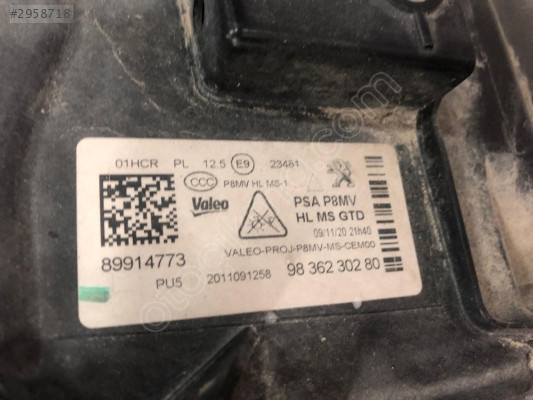 #2958718
01HCR PL 12.5 E9 23481
CCC P8MV HL MS-1
Valeo
PSA P8MV
HL MS GTD
09/11/20 21h40
VALEO-PROJ-P8MV-MS-CEM00
89914773
PU5 2011091258 98 362 302 80